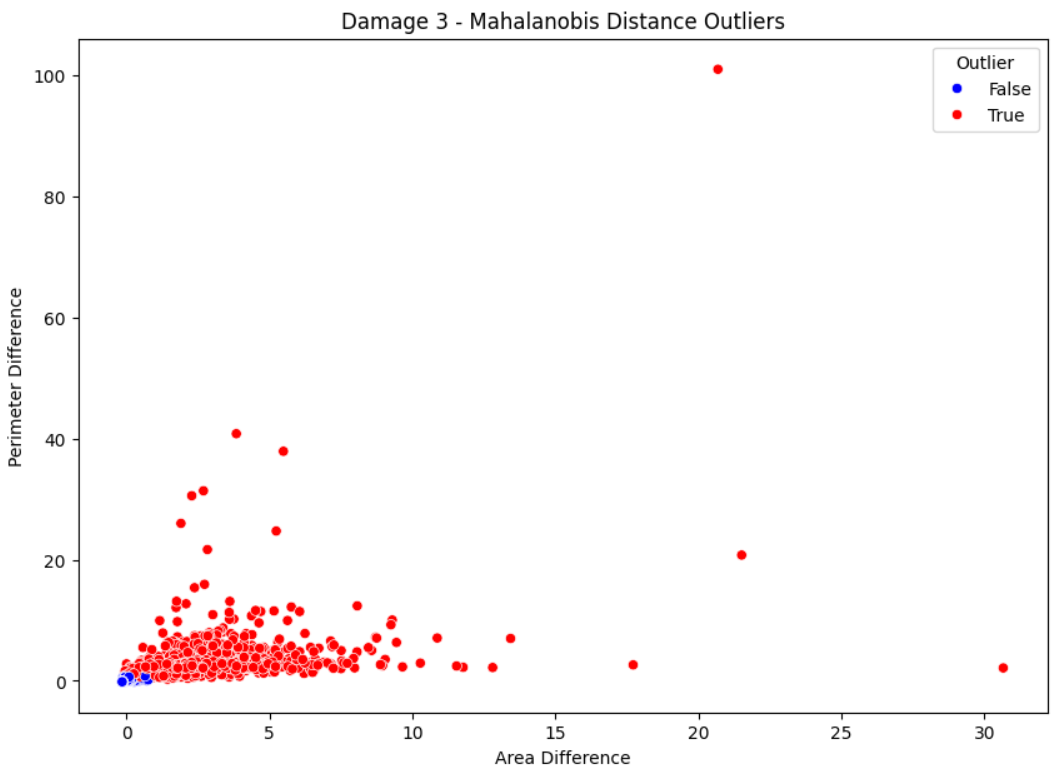 Damage 3 - Mahalanobis Distance Outliers
Outlier
False
True
100
80
60
40
20
0
Perimeter Difference
0 5 10 15 20 25 30
Area Difference